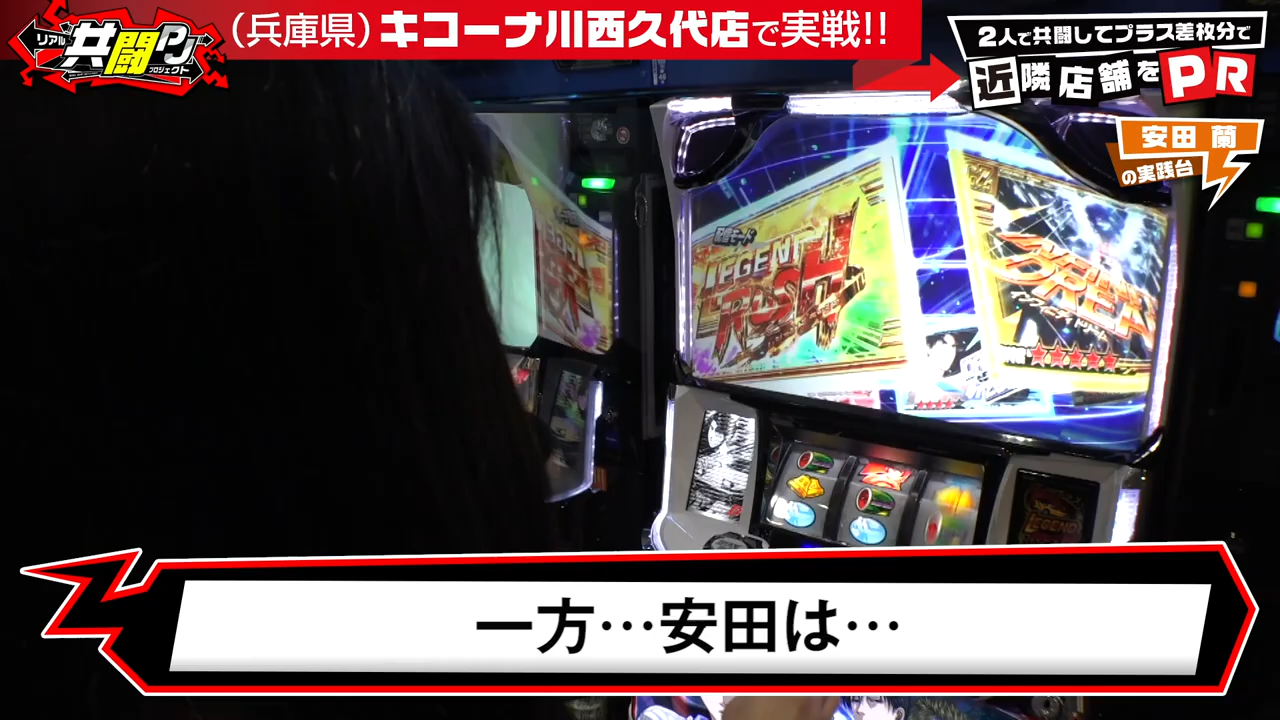 リアル
共闘PJ
プロジェクト
(兵庫県) キコーナ川西久代店で実戦!!
2人で共闘してプラス差枚分で
近隣店舗をPR
安田 蘭
の実践台
LEGEND
RUSH
一方…安田は…